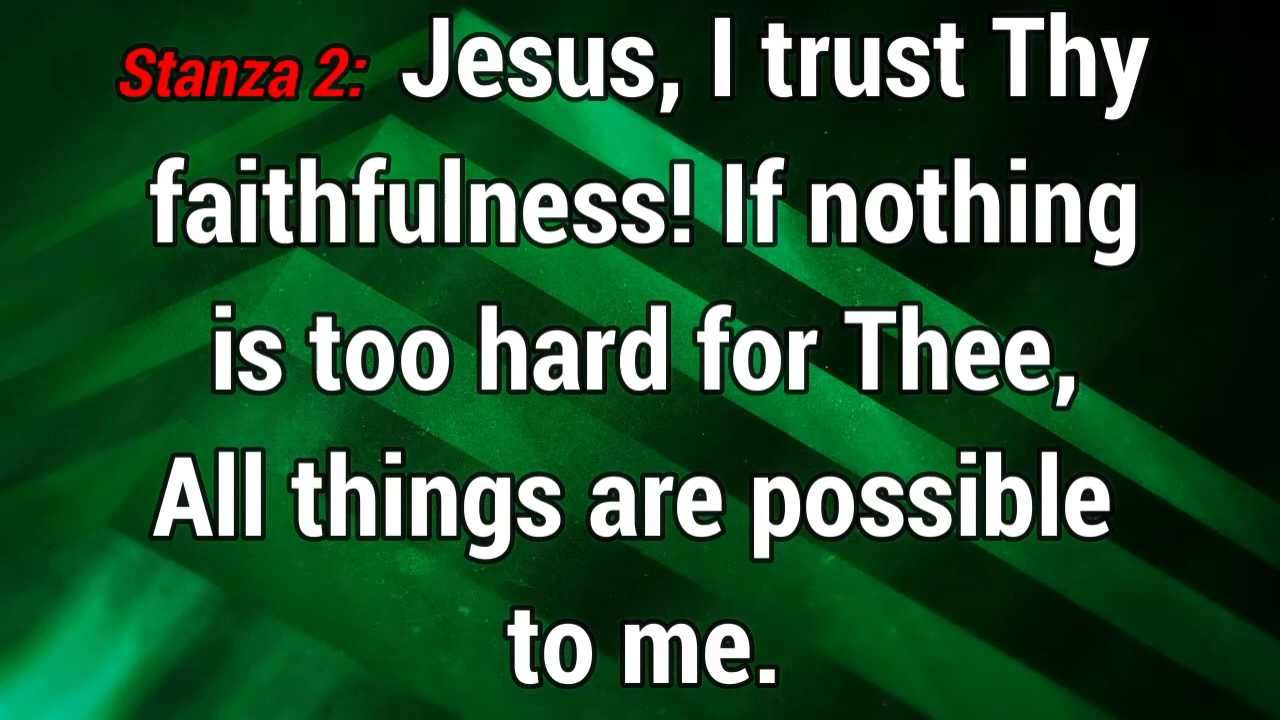 Stanza 2: Jesus, I trust Thy
faithfulness! If nothing
is too hard for Thee,
All things are possible
to me.